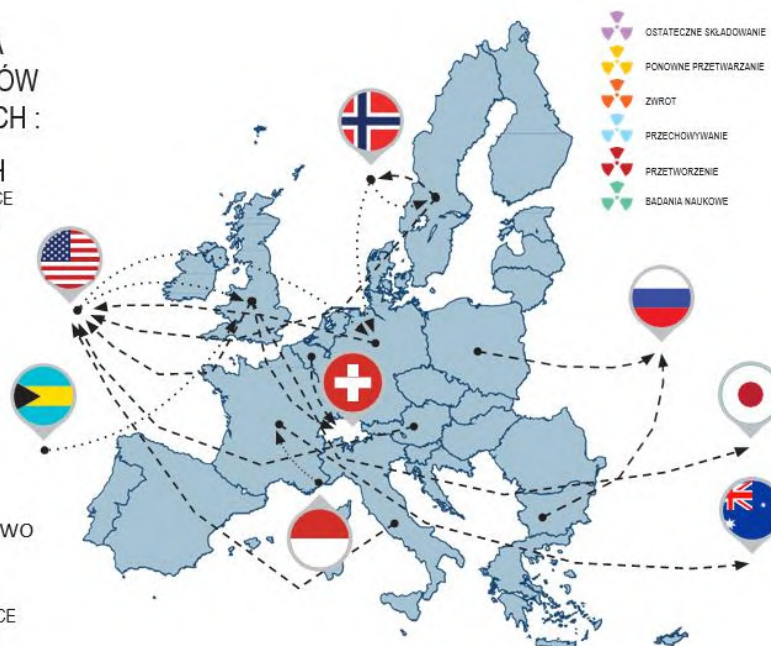 A
ÓW
CH :
H
CE
WO
CE
OSTATECZNE SKŁADOWANIE
PONOWNE PRZETWARZANIE
ZWROT
PRZECHOWYWANIE
PRZETWORZENIE
BADANIA NAUKOWE